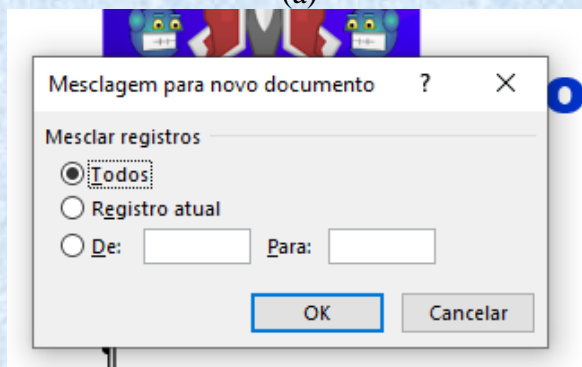 (a)
Mesclagem para novo documento ? X
Mesclar registros
Todos
Registro atual
De: Para:
OK Cancelar
¶